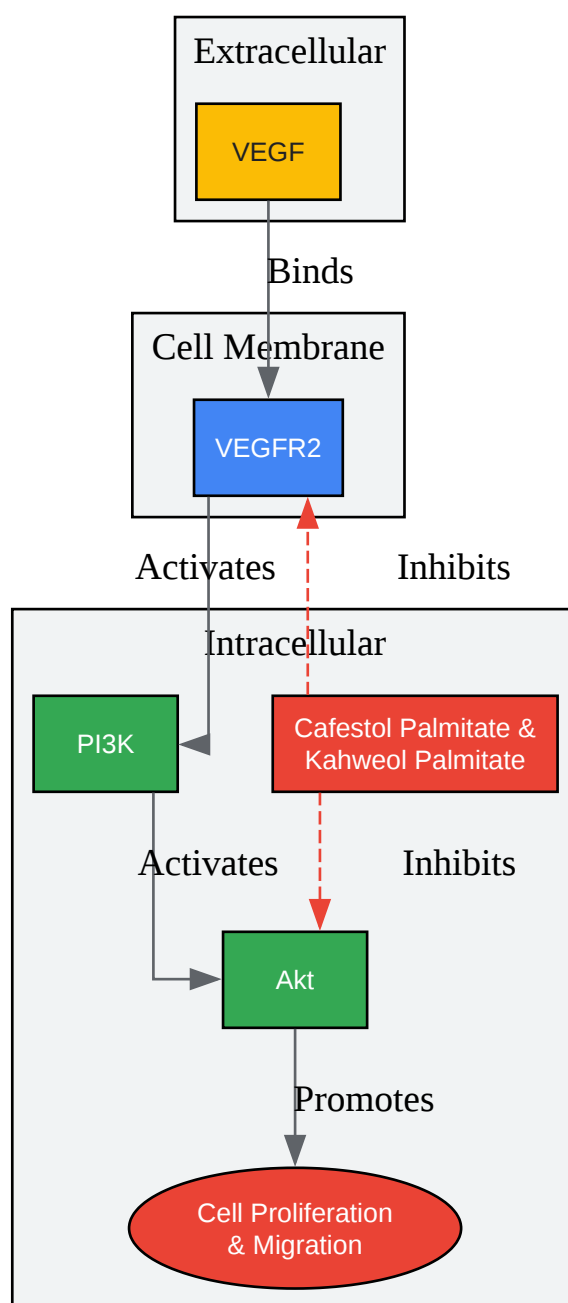 Extracellular
VEGF
Binds
Cell Membrane
VEGFR2
Activates
Inhibits
Intracellular
PI3K
Cafestol Palmitate &
Kahweol Palmitate
Activates
Inhibits
Akt
Promotes
Cell Proliferation
& Migration